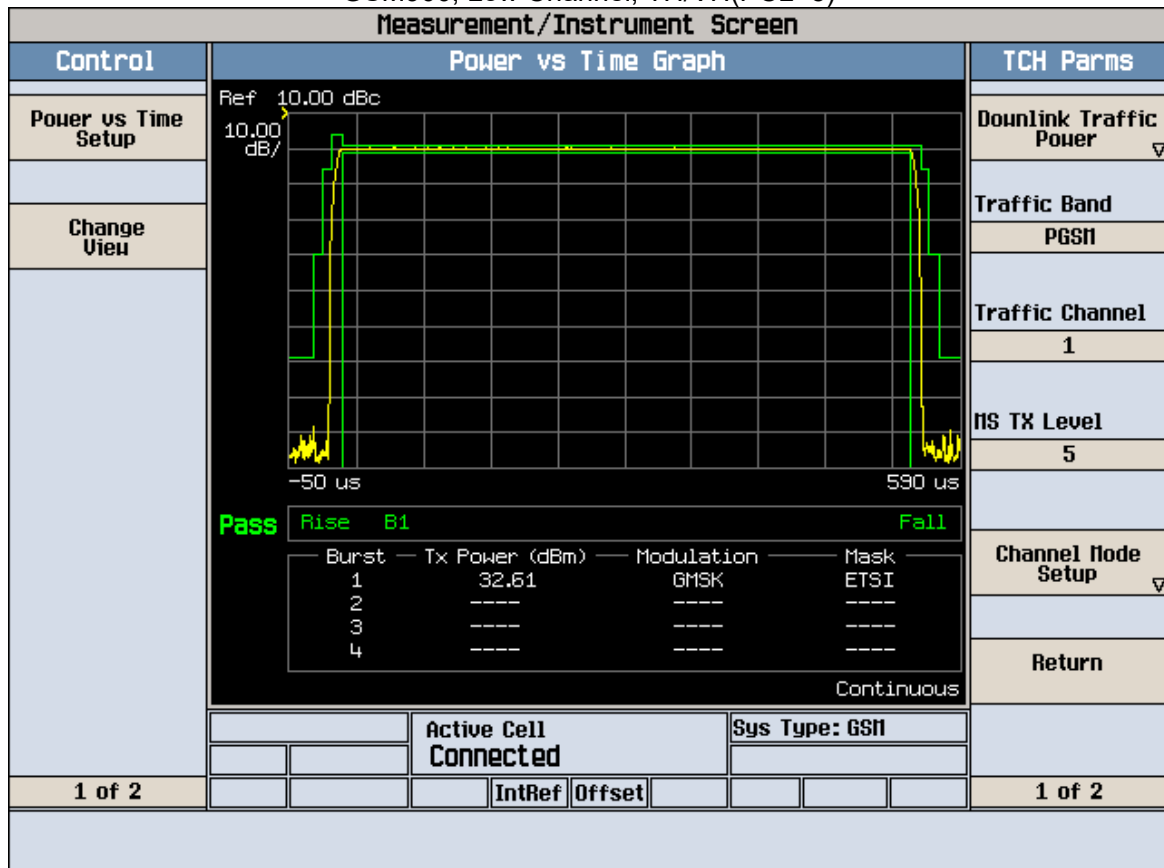 Measurement/Instrument Screen
Control
Power vs Time Graph
TCH Parms
Power vs Time
Setup
Change
View
1 of 2
Ref 10.00 dBc
10.00
dB/
-50 us
590 us
Pass
Rise B1 Fall
Burst Tx Power (dBm) Modulation Mask
1 32.61 GMSK ETSI
2 ---- ---- ----
3 ---- ---- ----
4 ---- ---- ----
Continuous
Active Cell
Connected
Sys Type: GSM
IntRef Offset
Downlink Traffic
Power
Traffic Band
PGSM
Traffic Channel
1
MS TX Level
5
Channel Mode
Setup
Return
1 of 2